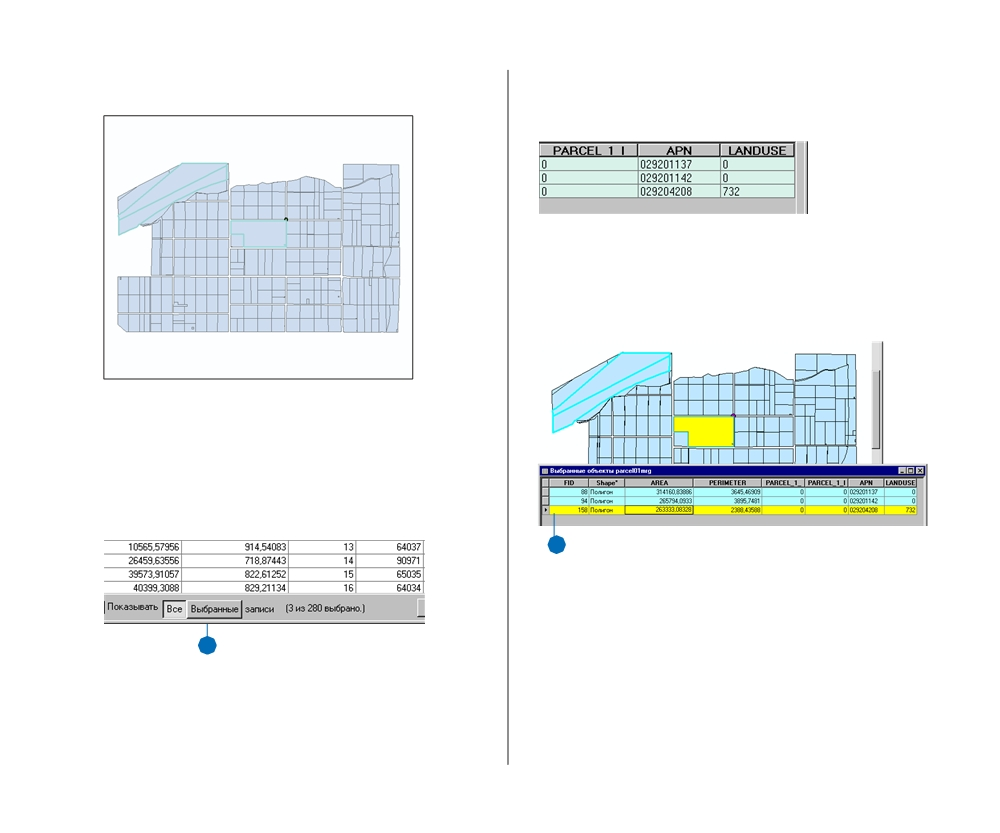 10565,57956 914,54083 13 64037
26459,63556 718,87443 14 90971
39573,91057 822,61252 15 65035
40399,3088 829,21134 16 64034
Показывать Все Выбранные записи (3 из 280 выбрано.)
PARCEL_1_I APN LANDUSE
0 029201137 0
0 029201142 0
0 029204208 732
Выбранные объекты parcel01mrg
FID Shape* AREA PERIMETER PARCEL_1_ PARCEL_1_I APN LANDUSE
88 Полигон 314160,83886 3645,46909 0 0 029201137 0
94 Полигон 265794,0933 3895,7481 0 0 029201142 0
158 Полигон 263333,08328 2388,43588 0 0 029204208 732